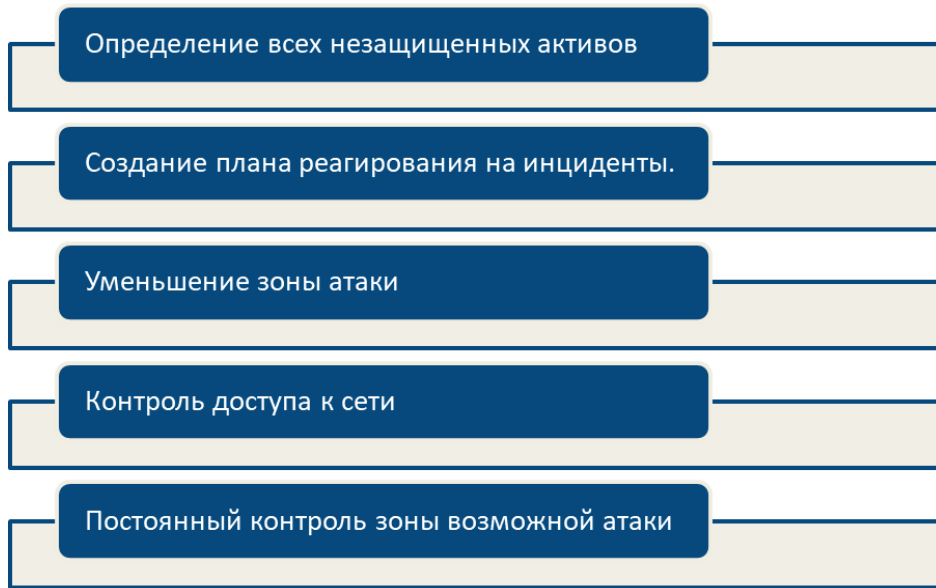 Определение всех незащищенных активов
Создание плана реагирования на инциденты.
Уменьшение зоны атаки
Контроль доступа к сети
Постоянный контроль зоны возможной атаки